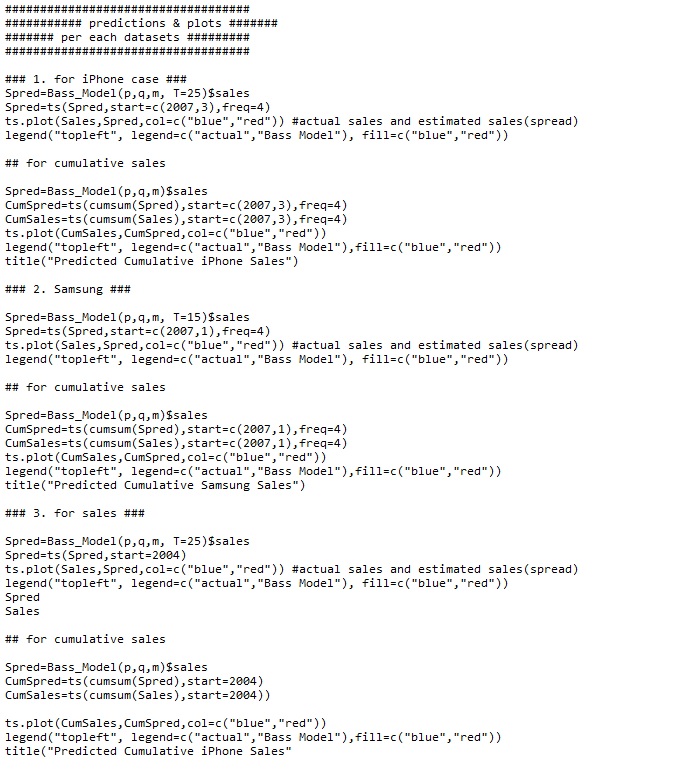 ###################################
########### predictions & plots #######
####### per each datasets #########
###################################
### 1. for iPhone case ###
Spred=Bass_Model(p,q,m, T=25)$sales
Spred=ts(Spred,start=c(2007,3),freq=4)
ts.plot(Sales,Spred,col=c("blue","red")) #actual sales and estimated sales(spread)
legend("topleft", legend=c("actual","Bass Model"), fill=c("blue","red"))
## for cumulative sales
Spred=Bass_Model(p,q,m)$sales
CumSpred=ts(cumsum(Spred),start=c(2007,3),freq=4)
CumSales=ts(cumsum(Sales),start=c(2007,3),freq=4)
ts.plot(CumSales,CumSpred,col=c("blue","red"))
legend("topleft", legend=c("actual","Bass Model"),fill=c("blue","red"))
title("Predicted Cumulative iPhone Sales")
### 2. Samsung ###
Spred=Bass_Model(p,q,m, T=15)$sales
Spred=ts(Spred,start=c(2007,1),freq=4)
ts.plot(Sales,Spred,col=c("blue","red")) #actual sales and estimated sales(spread)
legend("topleft", legend=c("actual","Bass Model"), fill=c("blue","red"))
## for cumulative sales
Spred=Bass_Model(p,q,m)$sales
CumSpred=ts(cumsum(Spred),start=c(2007,1),freq=4)
CumSales=ts(cumsum(Sales),start=c(2007,1),freq=4)
ts.plot(CumSales,CumSpred,col=c("blue","red"))
legend("topleft", legend=c("actual","Bass Model"),fill=c("blue","red"))
title("Predicted Cumulative Samsung Sales")
### 3. for sales ###
Spred=Bass_Model(p,q,m, T=25)$sales
Spred=ts(Spred,start=2004)
ts.plot(Sales,Spred,col=c("blue","red")) #actual sales and estimated sales(spread)
legend("topleft", legend=c("actual","Bass Model"), fill=c("blue","red"))
Spred
Sales
## for cumulative sales
Spred=Bass_Model(p,q,m)$sales
CumSpred=ts(cumsum(Spred),start=2004)
CumSales=ts(cumsum(Sales),start=2004))
ts.plot(CumSales,CumSpred,col=c("blue","red"))
legend("topleft", legend=c("actual","Bass Model"),fill=c("blue","red"))
title("Predicted Cumulative iPhone Sales"